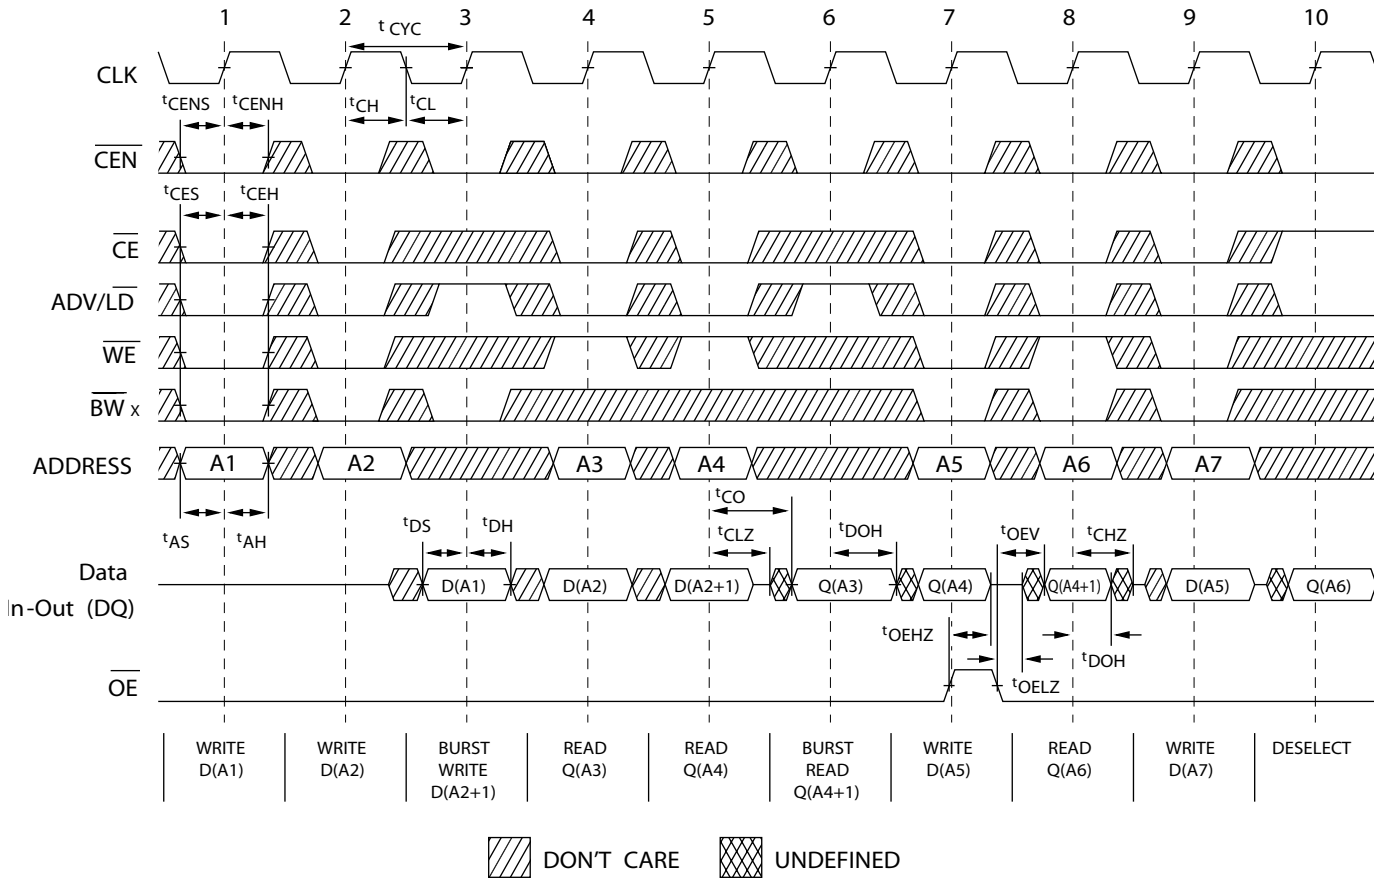 1 2 3 4 5 6 7 8 9 10
tCYC
CLK
tCENS tCENH tCH tCL
CEN
tCES tCEH
CE
ADV/LD
WE
BW x
ADDRESS A1 A2 A3 A4 A5 A6 A7
tCO
tAS tAH tDS tDH tCLZ tDOH tOEV tCHZ
Data
In-Out (DQ)
D(A1) D(A2) D(A2+1) Q(A3) Q(A4) Q(A4+1) D(A5) Q(A6)
tOEHZ tDOH
tOELZ
OE
WRITE
D(A1)
WRITE
D(A2)
BURST
WRITE
D(A2+1)
READ
Q(A3)
READ
Q(A4)
BURST
READ
Q(A4+1)
WRITE
D(A5)
READ
Q(A6)
WRITE
D(A7)
DESELECT
DON'T CARE
UNDEFINED